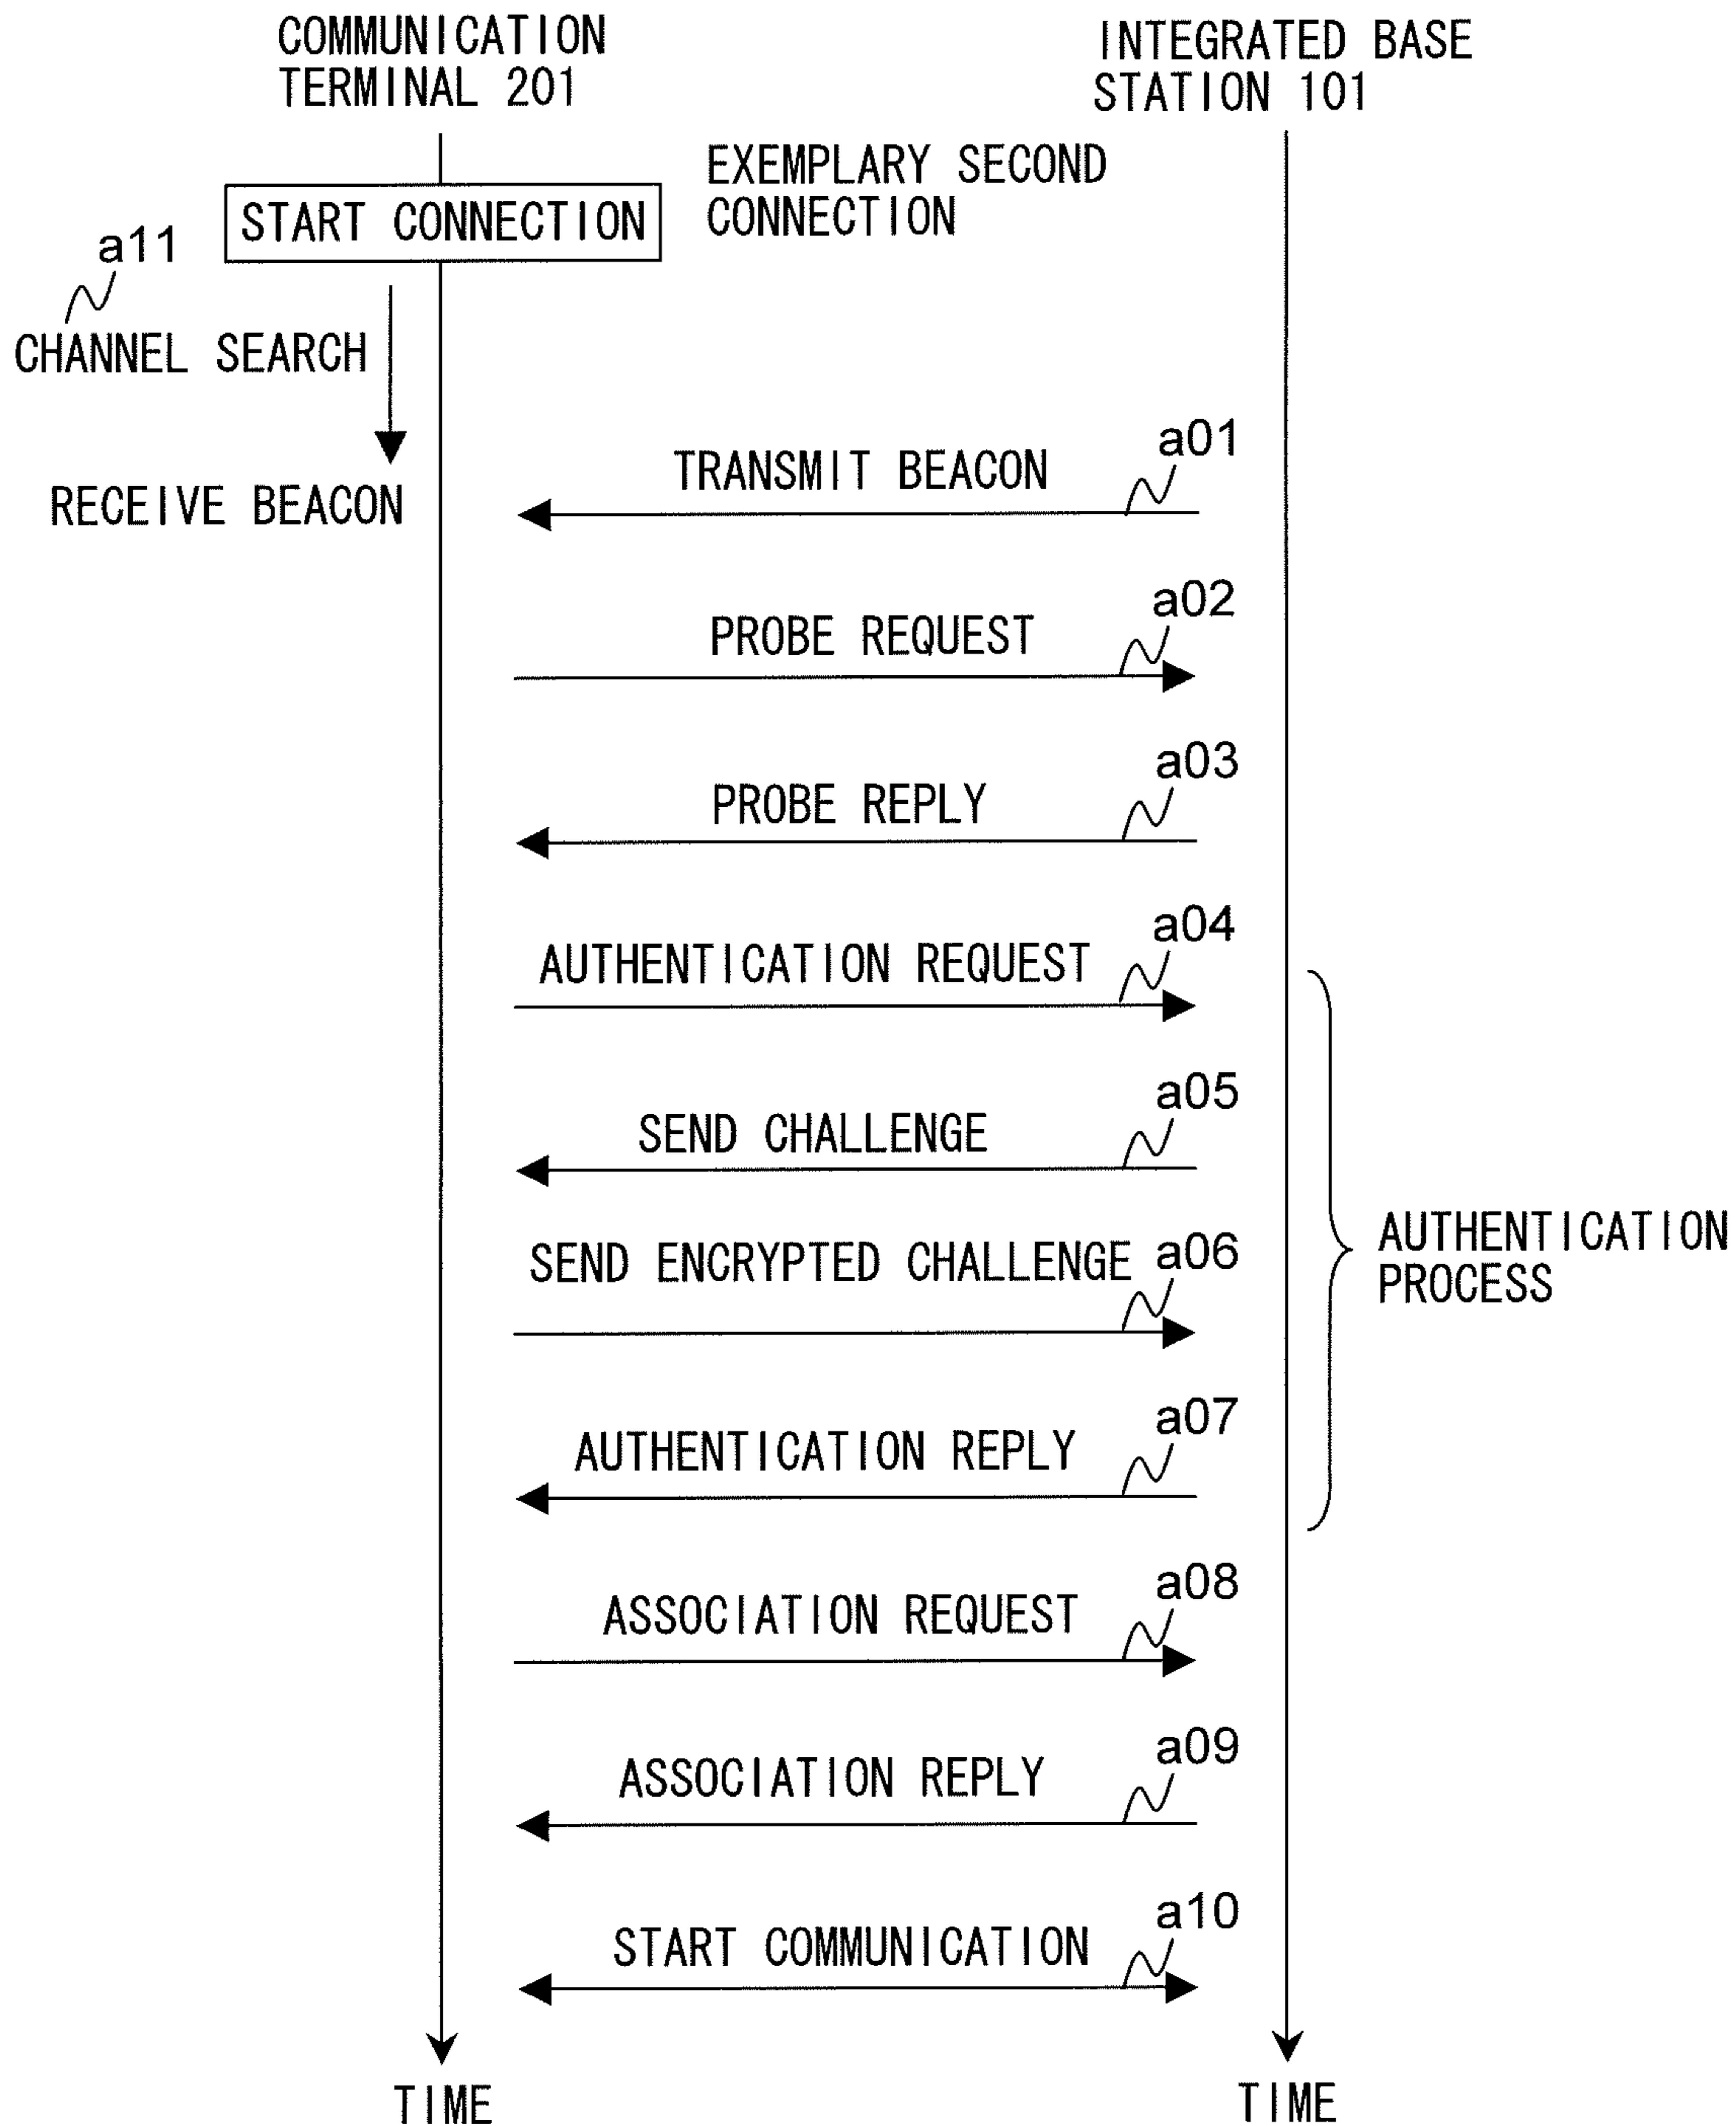 COMMUNICATION
TERMINAL 201
INTEGRATED BASE
STATION 101
EXEMPLARY SECOND
CONNECTION
START CONNECTION
a11
CHANNEL SEARCH
RECEIVE BEACON
a01
TRANSMIT BEACON
a02
PROBE REQUEST
a03
PROBE REPLY
a04
AUTHENTICATION REQUEST
a05
SEND CHALLENGE
a06
SEND ENCRYPTED CHALLENGE
AUTHENTICATION
PROCESS
a07
AUTHENTICATION REPLY
a08
ASSOCIATION REQUEST
a09
ASSOCIATION REPLY
a10
START COMMUNICATION
TIME
TIME